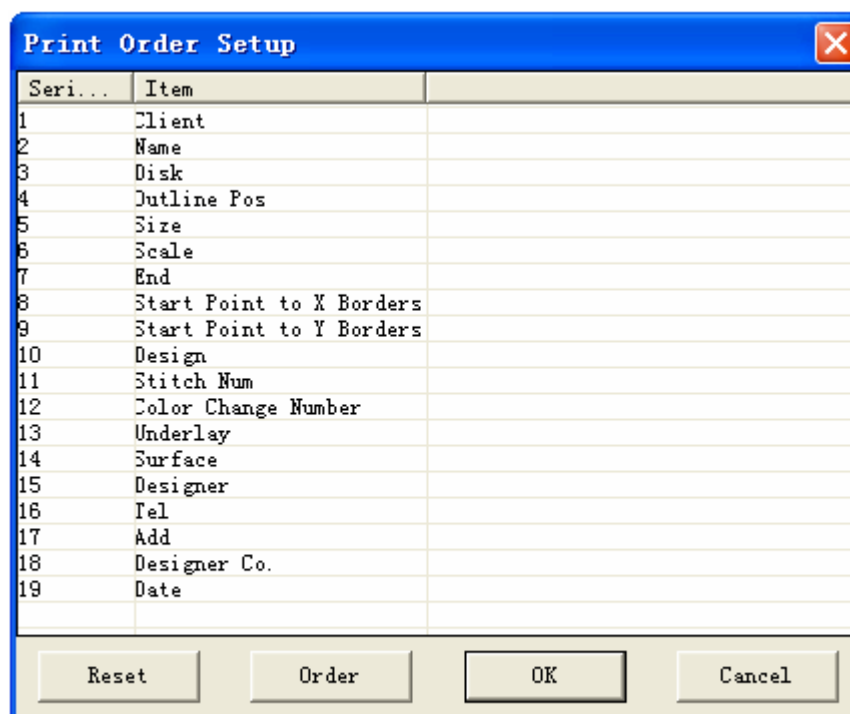 Print Order Setup
Seri... Item
1 Client
2 Name
3 Disk
4 Outline Pos
5 Size
6 Scale
7 End
8 Start Point to X Borders
9 Start Point to Y Borders
10 Design
11 Stitch Num
12 Color Change Number
13 Underlay
14 Surface
15 Designer
16 Tel
17 Add
18 Designer Co.
19 Date
Reset Order OK Cancel